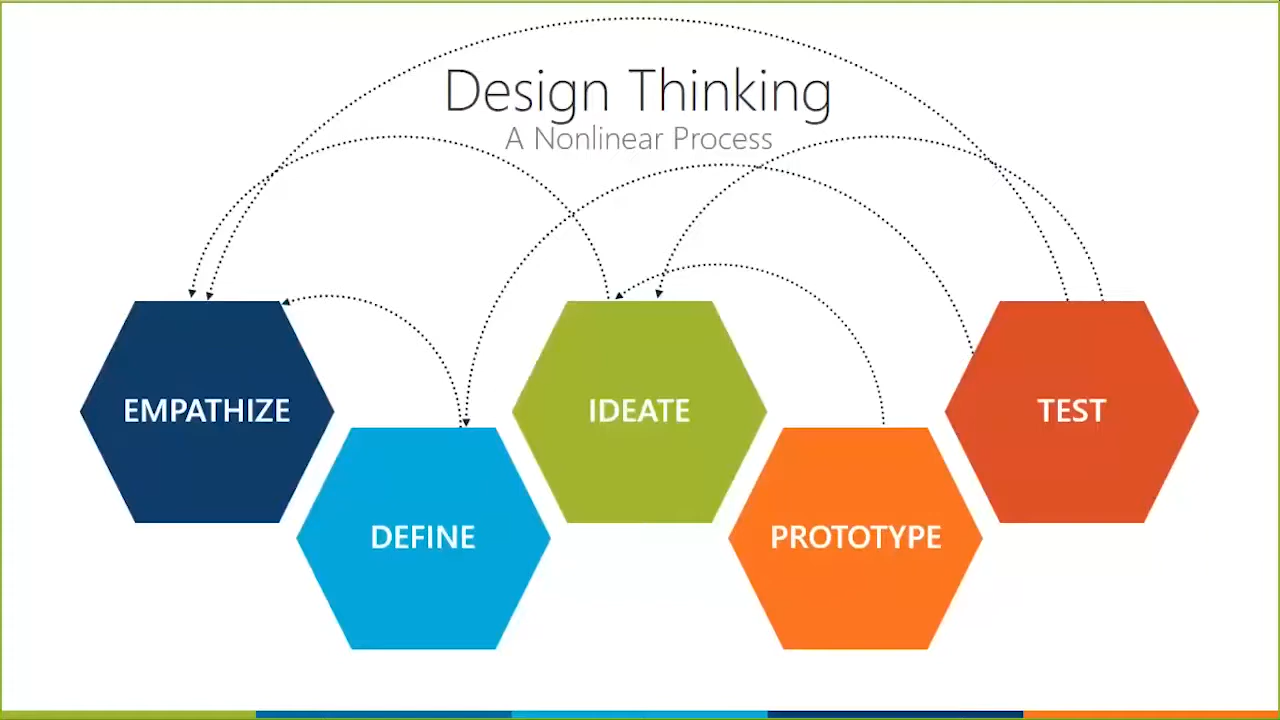 Design Thinking
A Nonlinear Process
EMPATHIZE
DEFINE
IDEATE
PROTOTYPE
TEST